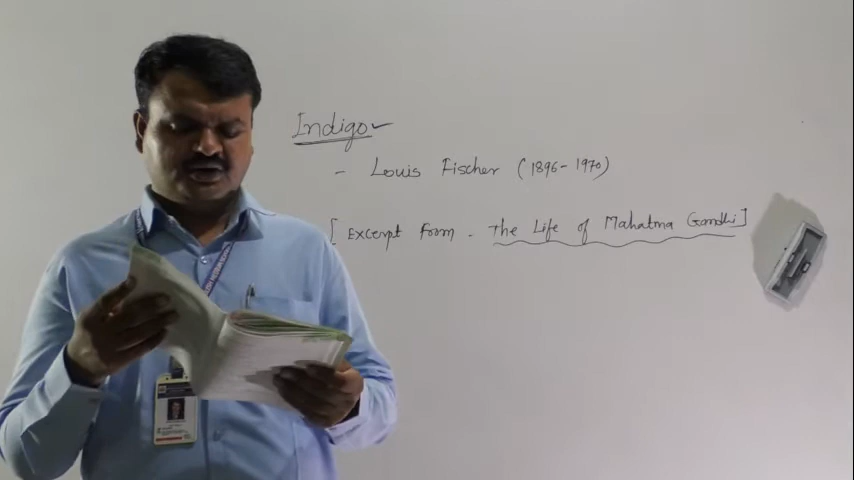 Indigo
- Louis Fischer (1896-1970)
[Excerpt from - The Life of Mahatma Gandhi]